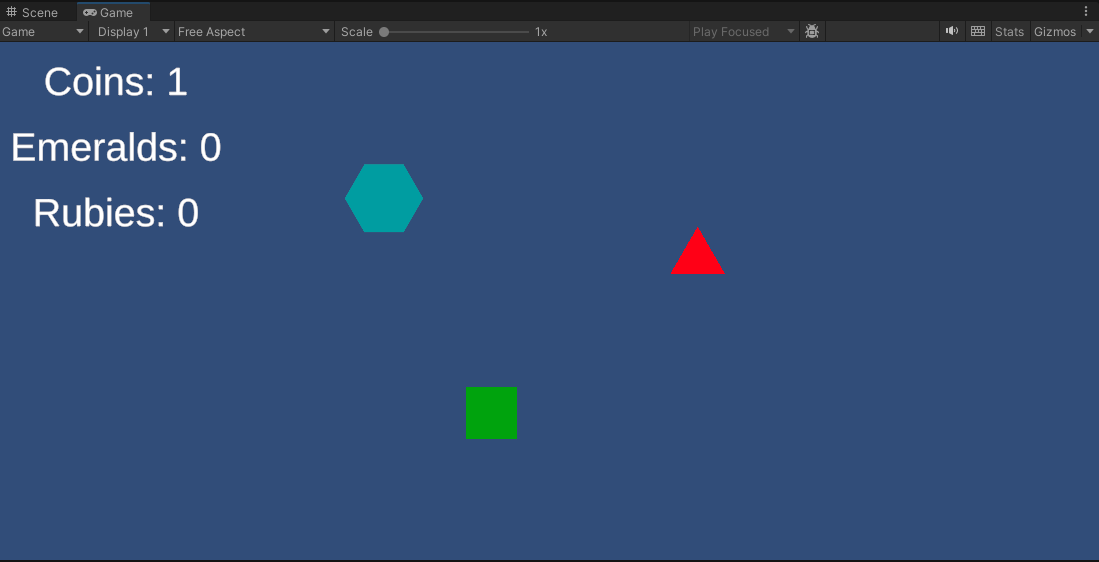 Scene Game
Game Display 1 Free Aspect Scale 1x Play Focused Stats Gizmos
Coins: 1
Emeralds: 0
Rubies: 0